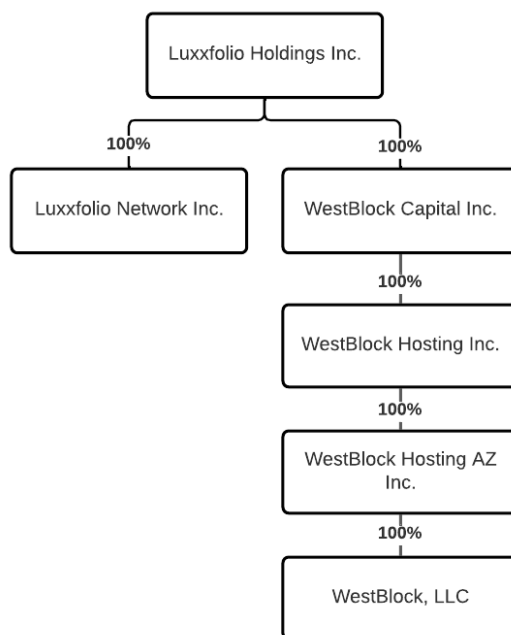 Luxxfolio Holdings Inc.
100%
100%
Luxxfolio Network Inc.
WestBlock Capital Inc.
100%
WestBlock Hosting Inc.
100%
WestBlock Hosting AZ
Inc.
100%
WestBlock, LLC